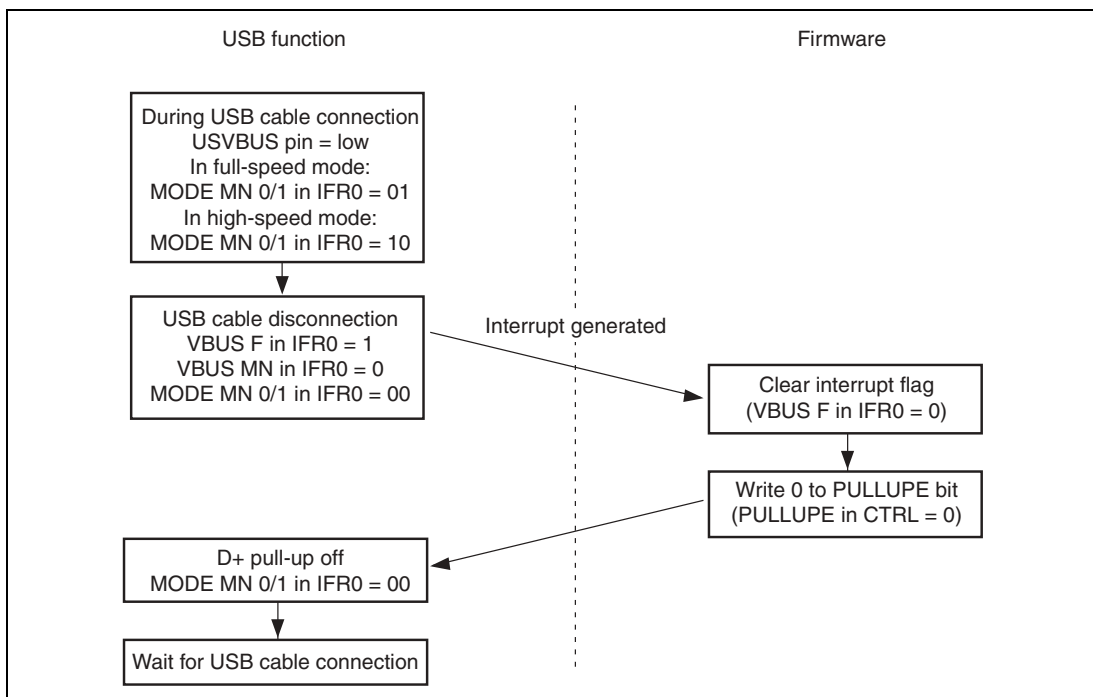 USB function
Firmware
During USB cable connection
USVBUS pin = low
In full-speed mode:
MODE MN 0/1 in IFR0 = 01
In high-speed mode:
MODE MN 0/1 in IFR0 = 10
USB cable disconnection
VBUS F in IFR0 = 1
VBUS MN in IFR0 = 0
MODE MN 0/1 in IFR0 = 00
Interrupt generated
Clear interrupt flag
(VBUS F in IFR0 = 0)
Write 0 to PULLUPE bit
(PULLUPE in CTRL = 0)
D+ pull-up off
MODE MN 0/1 in IFR0 = 00
Wait for USB cable connection